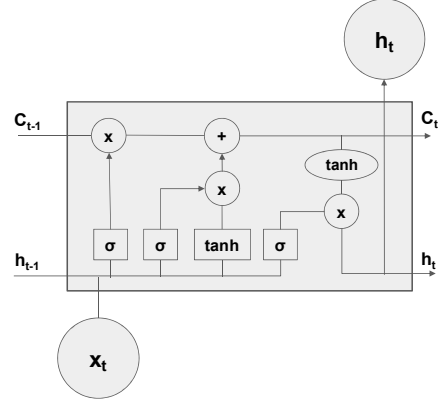 hₜ
Cₜ₋₁
x
+
Cₜ
tanh
x
x
σ
σ
tanh
σ
hₜ₋₁
hₜ
xₜ